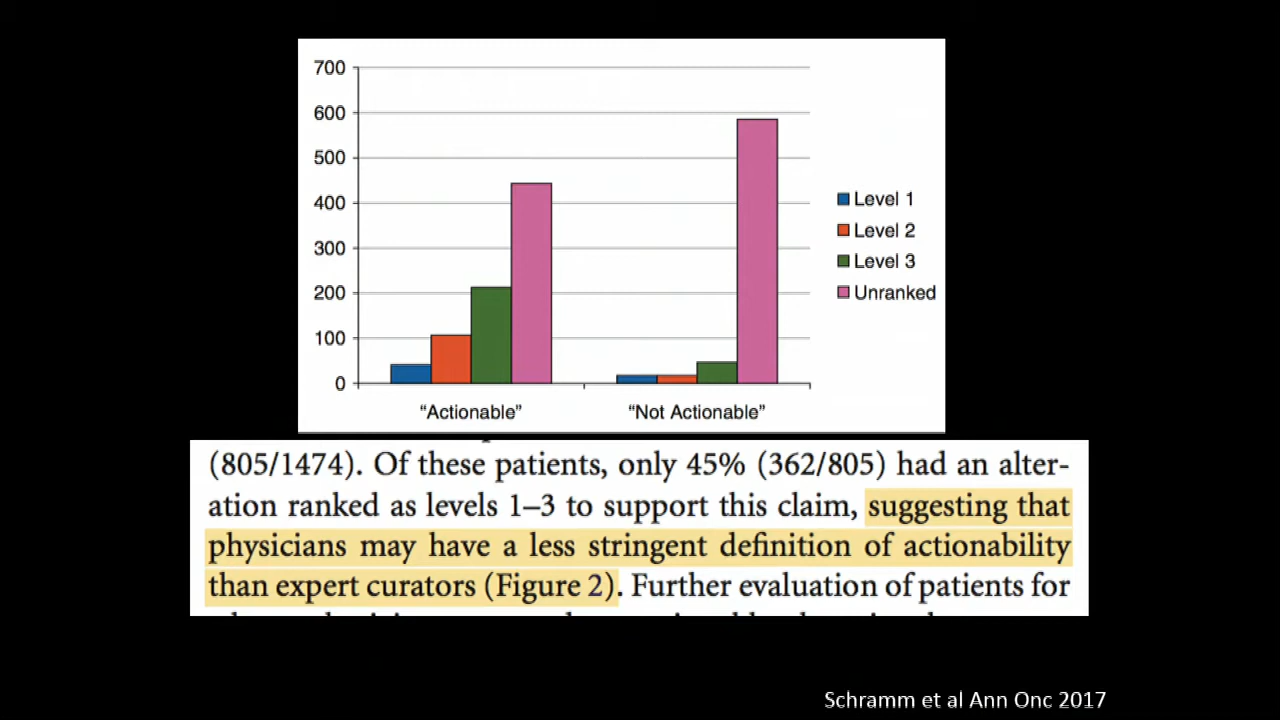 700
600
500
400
300
200
100
0
“Actionable”
“Not Actionable”
Level 1
Level 2
Level 3
Unranked
(805/1474). Of these patients, only 45% (362/805) had an alter-
ation ranked as levels 1–3 to support this claim, suggesting that
physicians may have a less stringent definition of actionability
than expert curators (Figure 2). Further evaluation of patients for
Schramm et al Ann Onc 2017